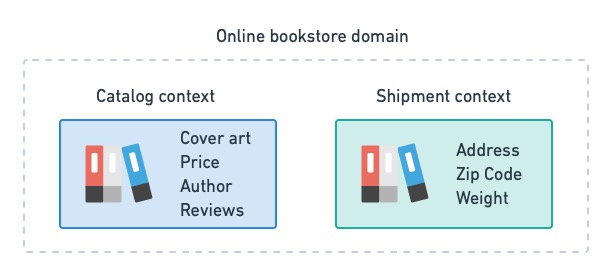 Online bookstore domain
Catalog context
Cover art
Price
Author
Reviews
Shipment context
Address
Zip Code
Weight